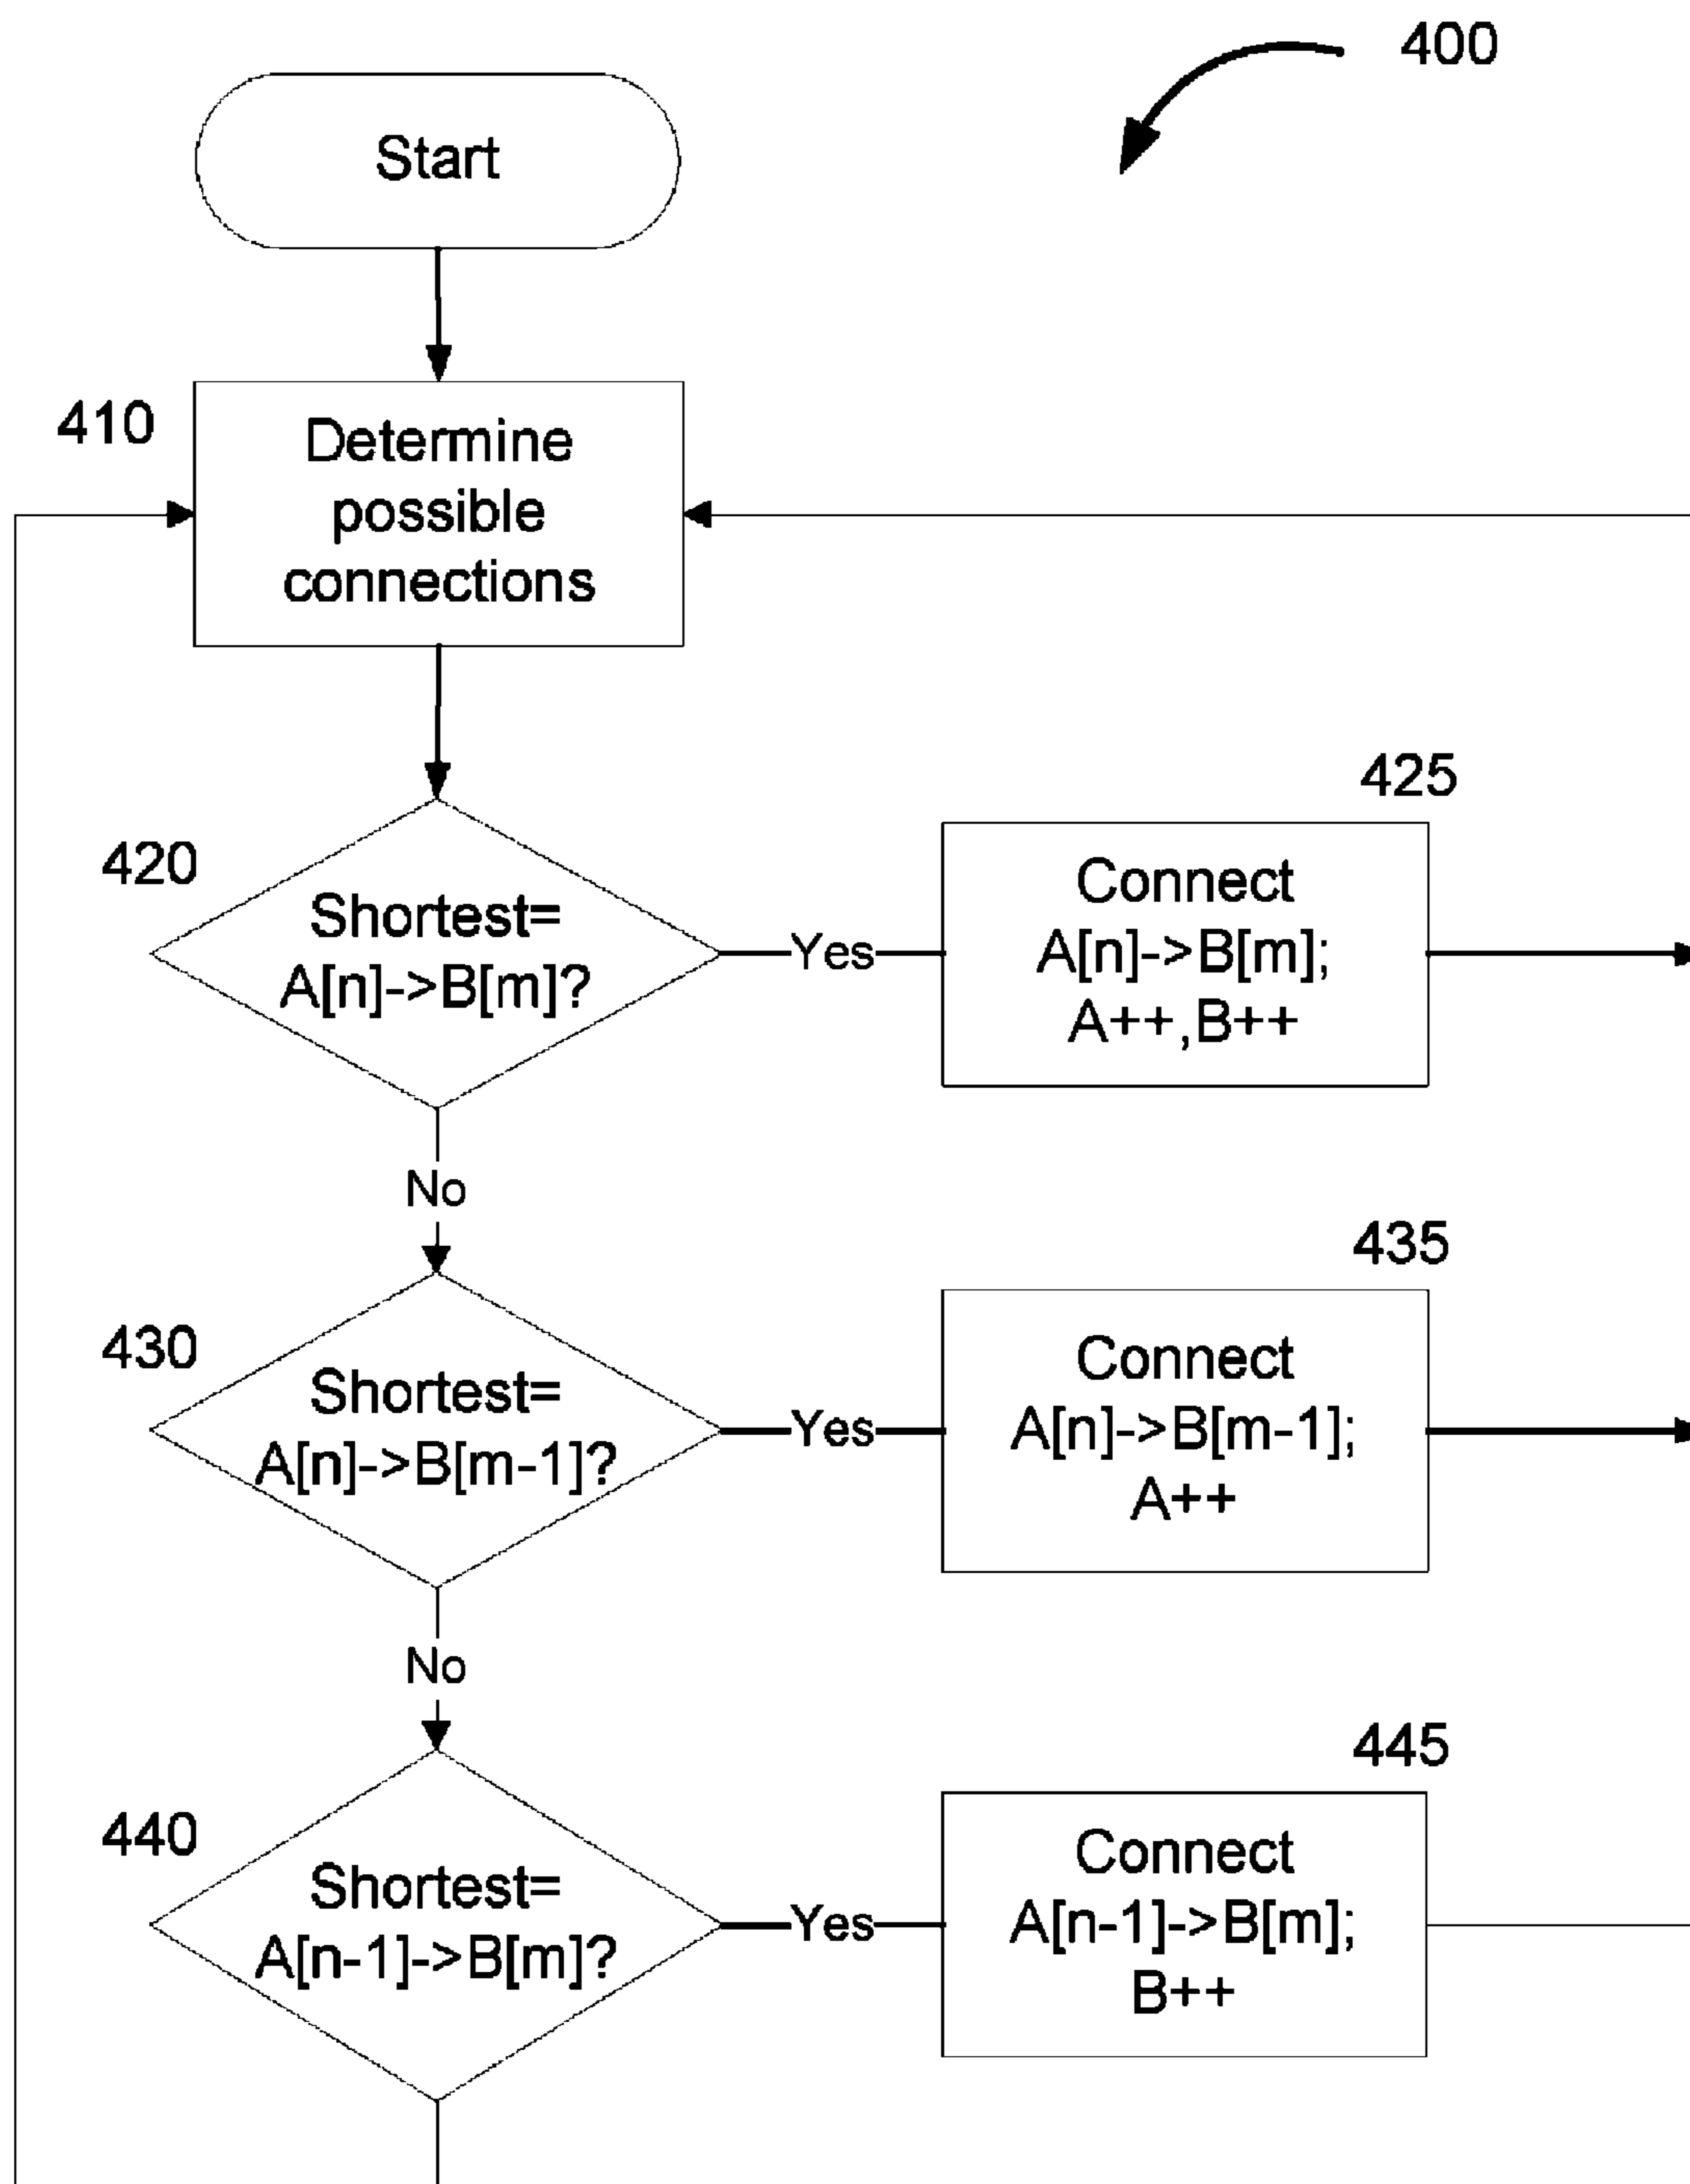 400
Start
410
Determine
possible
connections
425
420
Shortest=
A[n]->B[m]?
Yes
Connect
A[n]->B[m];
A++,B++
No
435
430
Shortest=
A[n]->B[m-1]?
Yes
Connect
A[n]->B[m-1];
A++
No
445
440
Shortest=
A[n-1]->B[m]?
Yes
Connect
A[n-1]->B[m];
B++